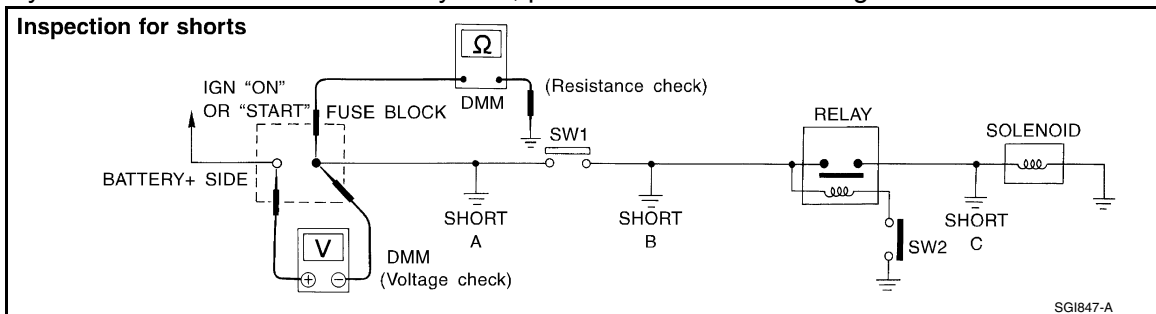 Inspection for shorts
Ω
DMM
(Resistance check)
IGN “ON”
OR “START”
FUSE BLOCK
BATTERY+ SIDE
SW1
RELAY
SOLENOID
SHORT
A
SHORT
B
SHORT
C
SW2
V
+
−
DMM
(Voltage check)
SGI847-A